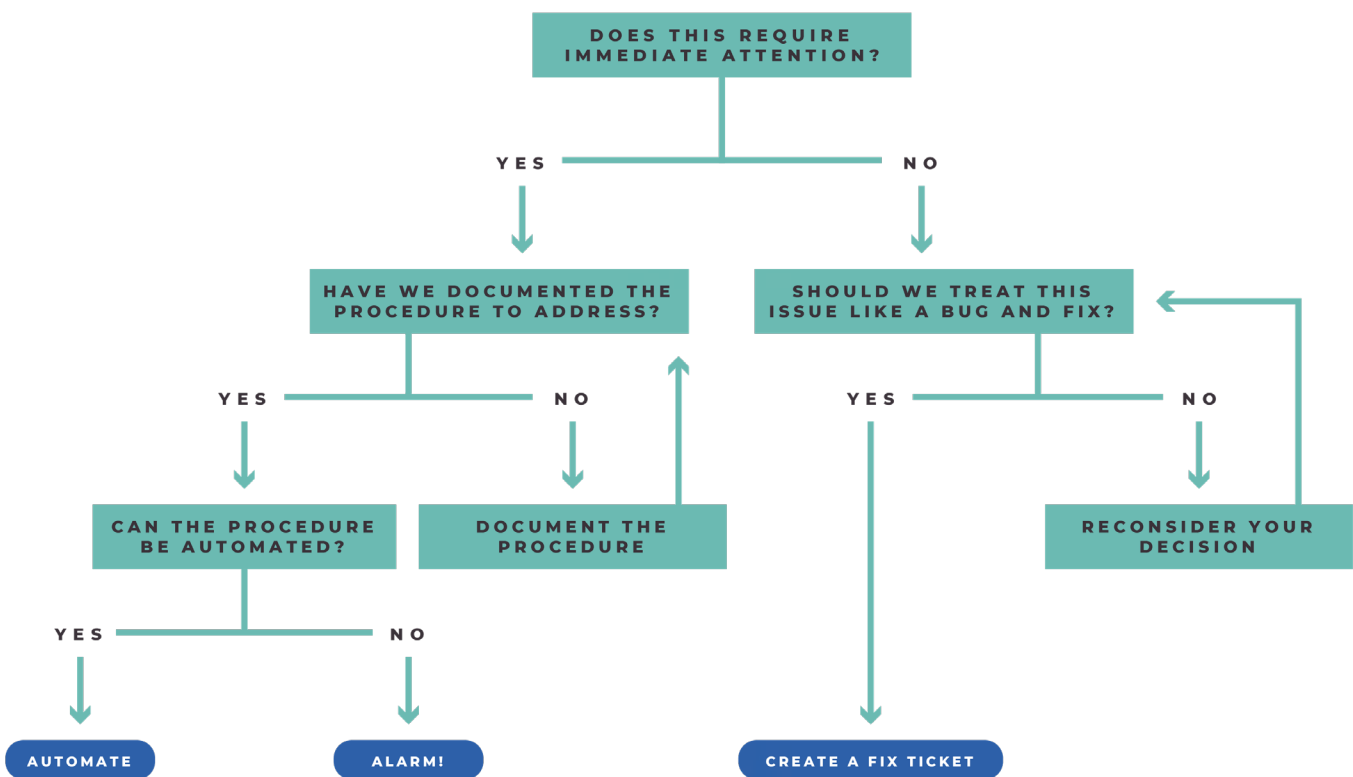 DOES THIS REQUIRE
IMMEDIATE ATTENTION?
YES
NO
HAVE WE DOCUMENTED THE
PROCEDURE TO ADDRESS?
SHOULD WE TREAT THIS
ISSUE LIKE A BUG AND FIX?
YES
NO
YES
NO
CAN THE PROCEDURE
BE AUTOMATED?
DOCUMENT THE
PROCEDURE
RECONSIDER YOUR
DECISION
YES
NO
AUTOMATE
ALARM!
CREATE A FIX TICKET